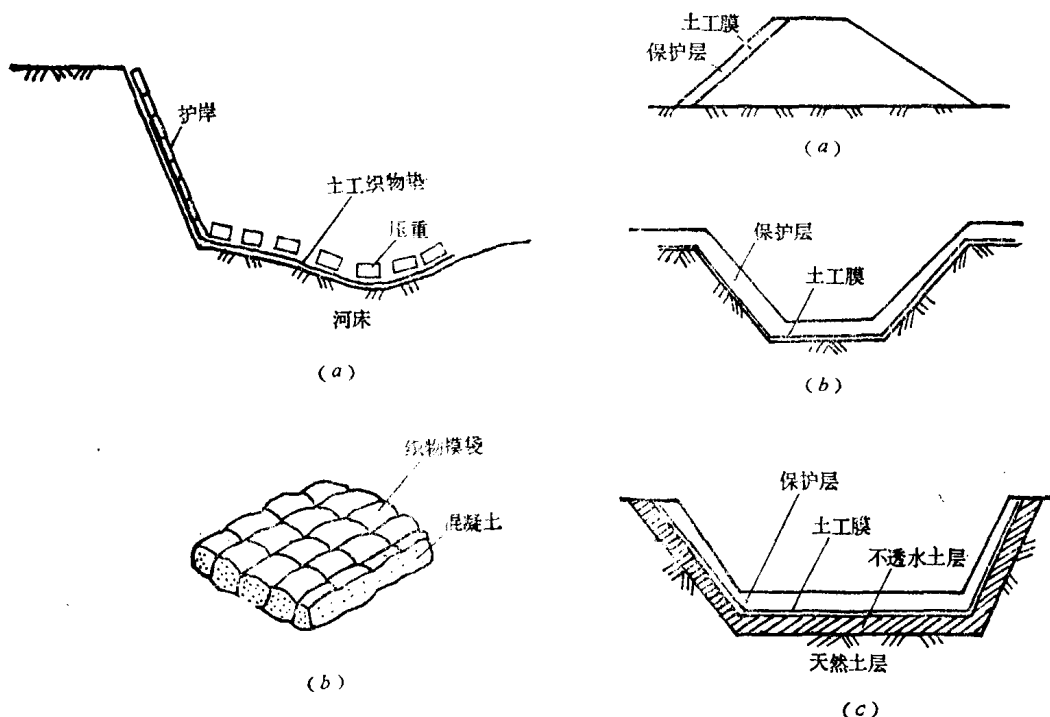 护岸
土工织物垫
压重
河床
(a)
织物模袋
混凝土
(b)
土工膜
保护层
(a)
保护层
土工膜
(b)
保护层
土工膜
不透水土层
天然土层
(c)